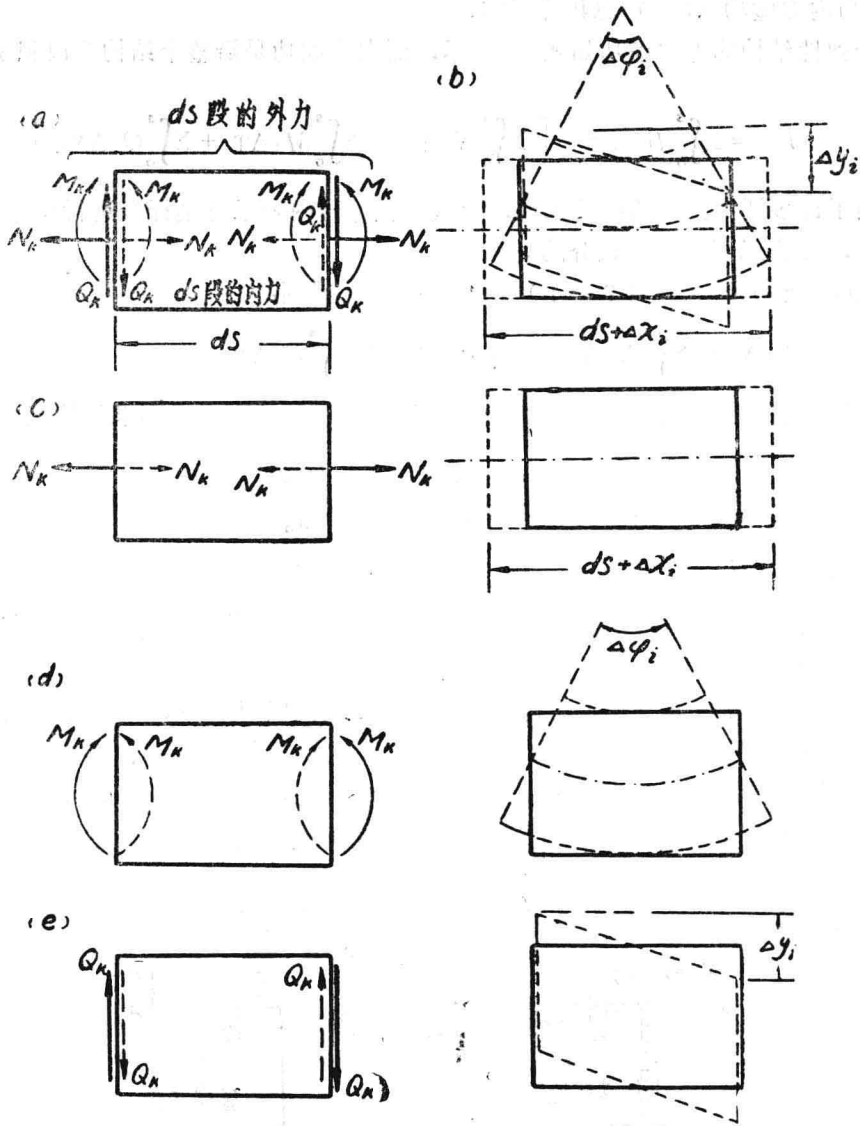 (a)
ds 段的外力
Mₖ Mₖ Mₖ Mₖ
Nₖ Nₖ Nₖ Qₖ Nₖ
Qₖ Qₖ ds段的内力 Qₖ
ds
(b)
Δφᵢ
Δyᵢ
ds+Δxᵢ
(C)
Nₖ Nₖ Nₖ Nₖ
ds+Δxᵢ
(d)
Mₖ Mₖ Mₖ Mₖ
Δφᵢ
(e)
Qₖ Qₖ
Qₖ Qₖ
Δyᵢ